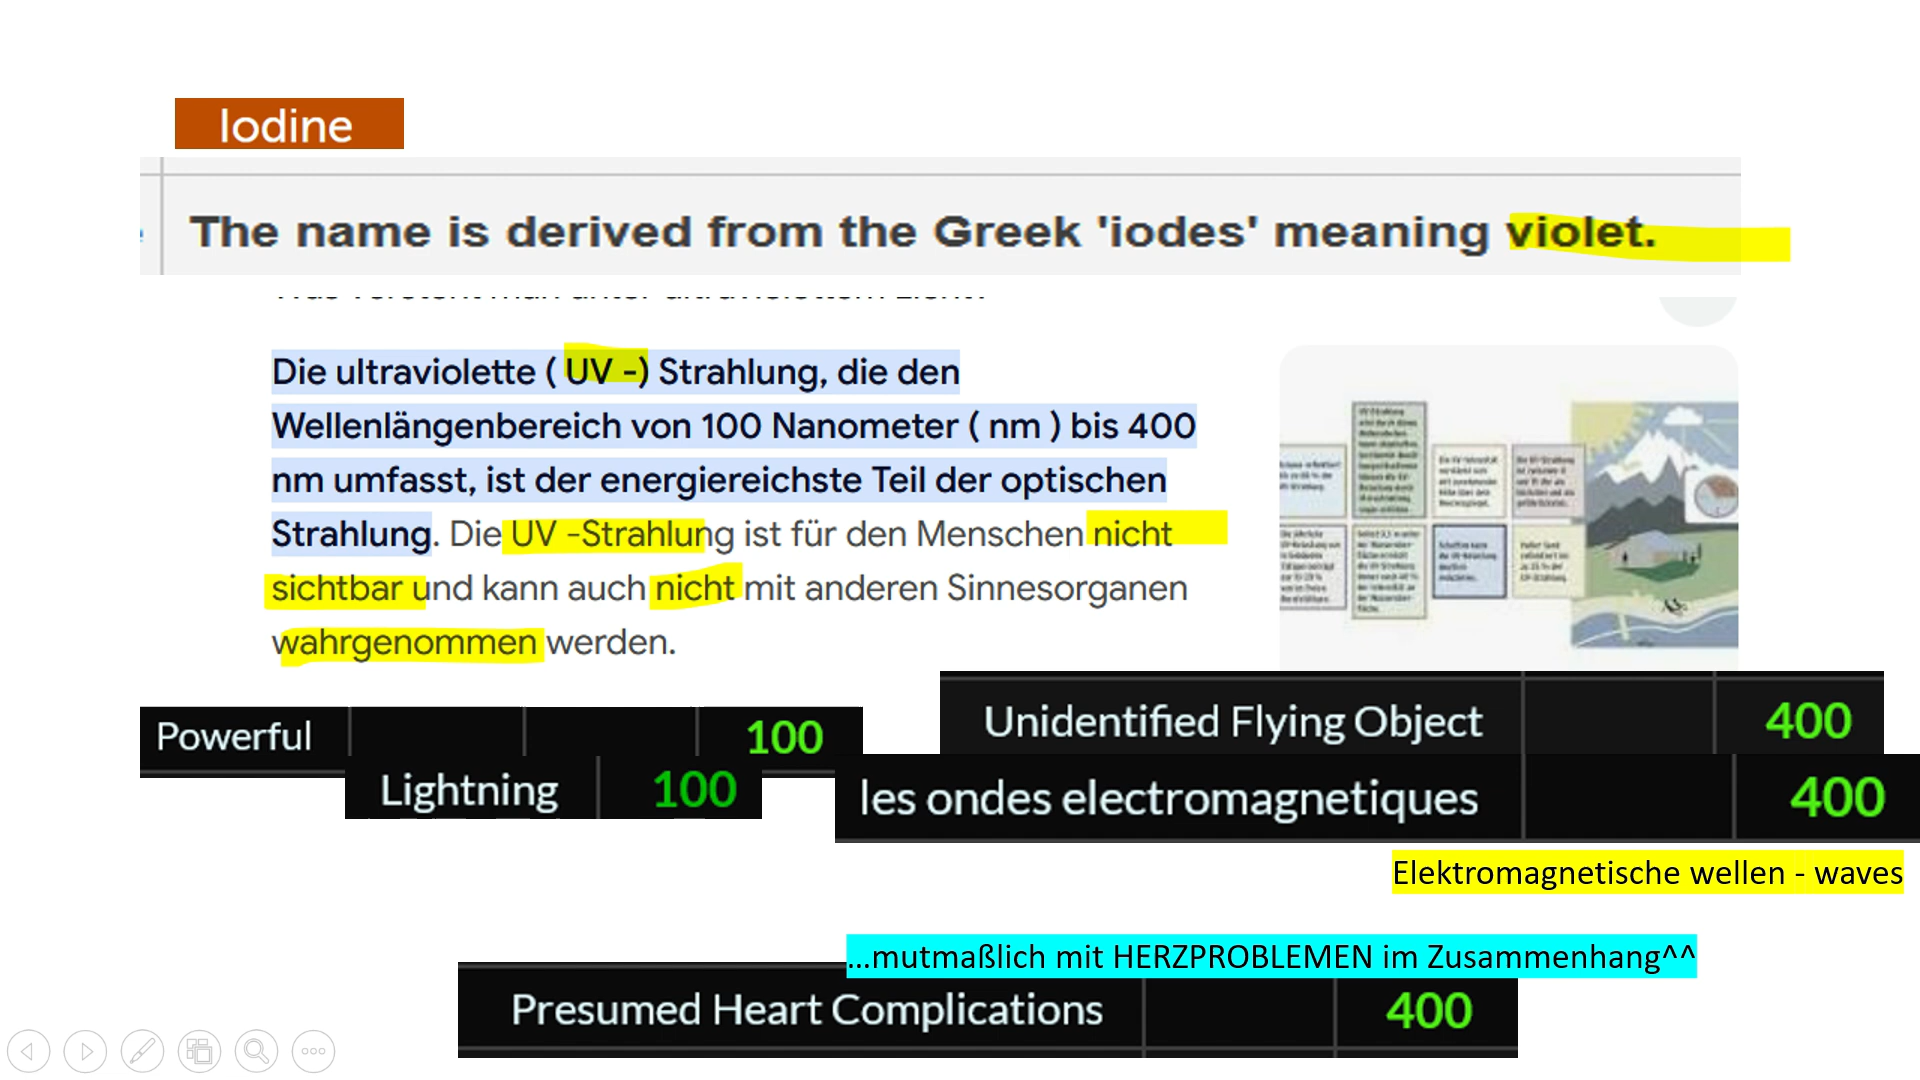 Iodine
The name is derived from the Greek 'iodes' meaning violet.
Die ultraviolette ( UV -) Strahlung, die den
Wellenlängenbereich von 100 Nanometer ( nm ) bis 400
nm umfasst, ist der energiereichste Teil der optischen
Strahlung. Die UV -Strahlung ist für den Menschen nicht
sichtbar und kann auch nicht mit anderen Sinnesorganen
wahrgenommen werden.
Powerful 100
Lightning 100
Unidentified Flying Object 400
les ondes electromagnetiques 400
Elektromagnetische wellen - waves
...mutmaßlich mit HERZPROBLEMEN im Zusammenhang^^
Presumed Heart Complications 400